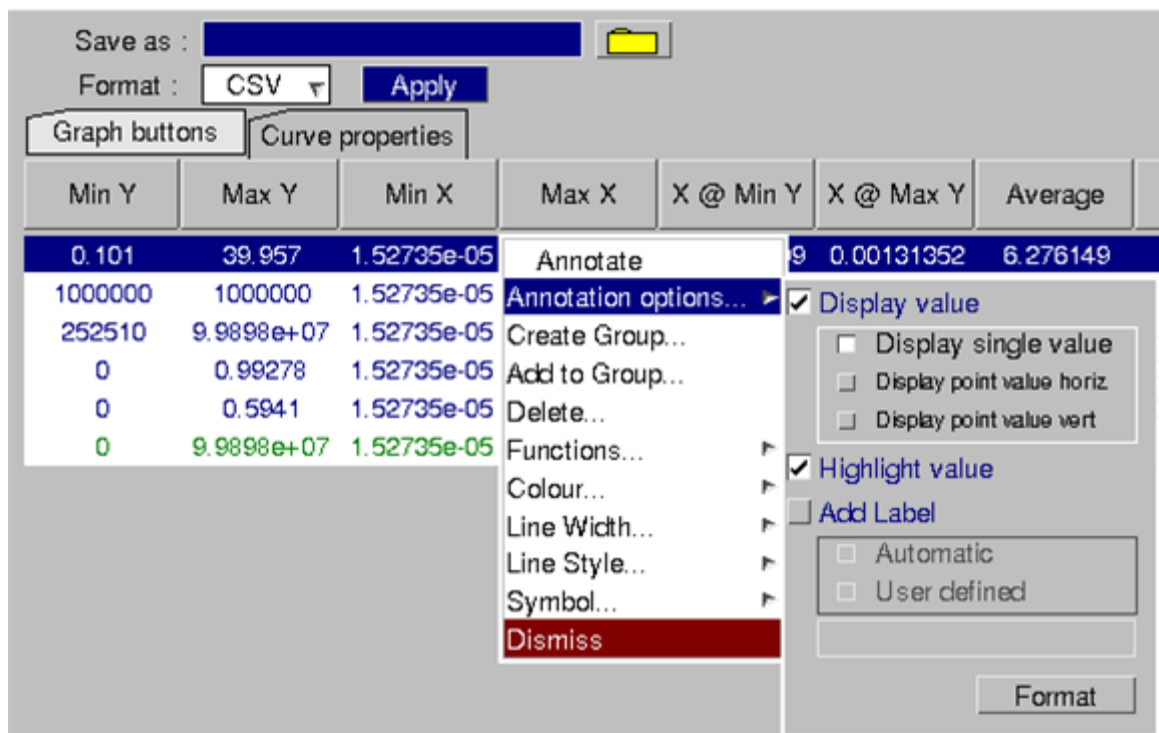 Save as :
Format : CSV Apply
Graph buttons Curve properties
Min Y Max Y Min X Max X X @ Min Y X @ Max Y Average
0.101 39.957 1.52735e-05 Annotate 9 0.00131352 6.276149
1000000 1000000 1.52735e-05 Annotation options... Display value
252510 9.9898e+07 1.52735e-05 Create Group... Display single value
0 0.99278 1.52735e-05 Add to Group... Display point value horiz
0 0.5941 1.52735e-05 Delete... Display point value vert
0 9.9898e+07 1.52735e-05 Functions... Highlight value
Colour... Add Label
Line Width... Automatic
Line Style... User defined
Symbol...
Dismiss
Format